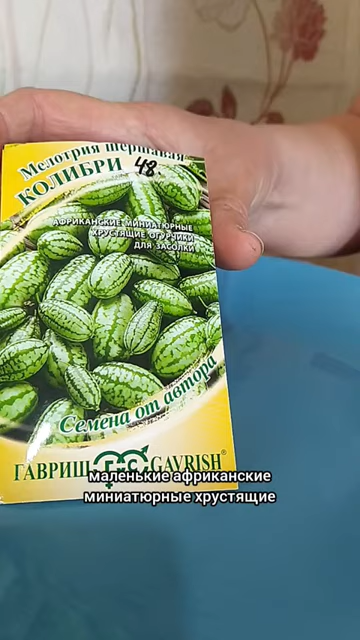 Мелотрия шершавая
КОЛИБРИ 48.
АФРИКАНСКИЕ МИНИАТЮРНЫЕ
ХРУСТЯЩИЕ ОГУРЧИКИ
ДЛЯ ЗАСОЛКИ
Семена от автора
ГАВРИШ GAVRISH®
маленькие африканские
миниатюрные хрустящие